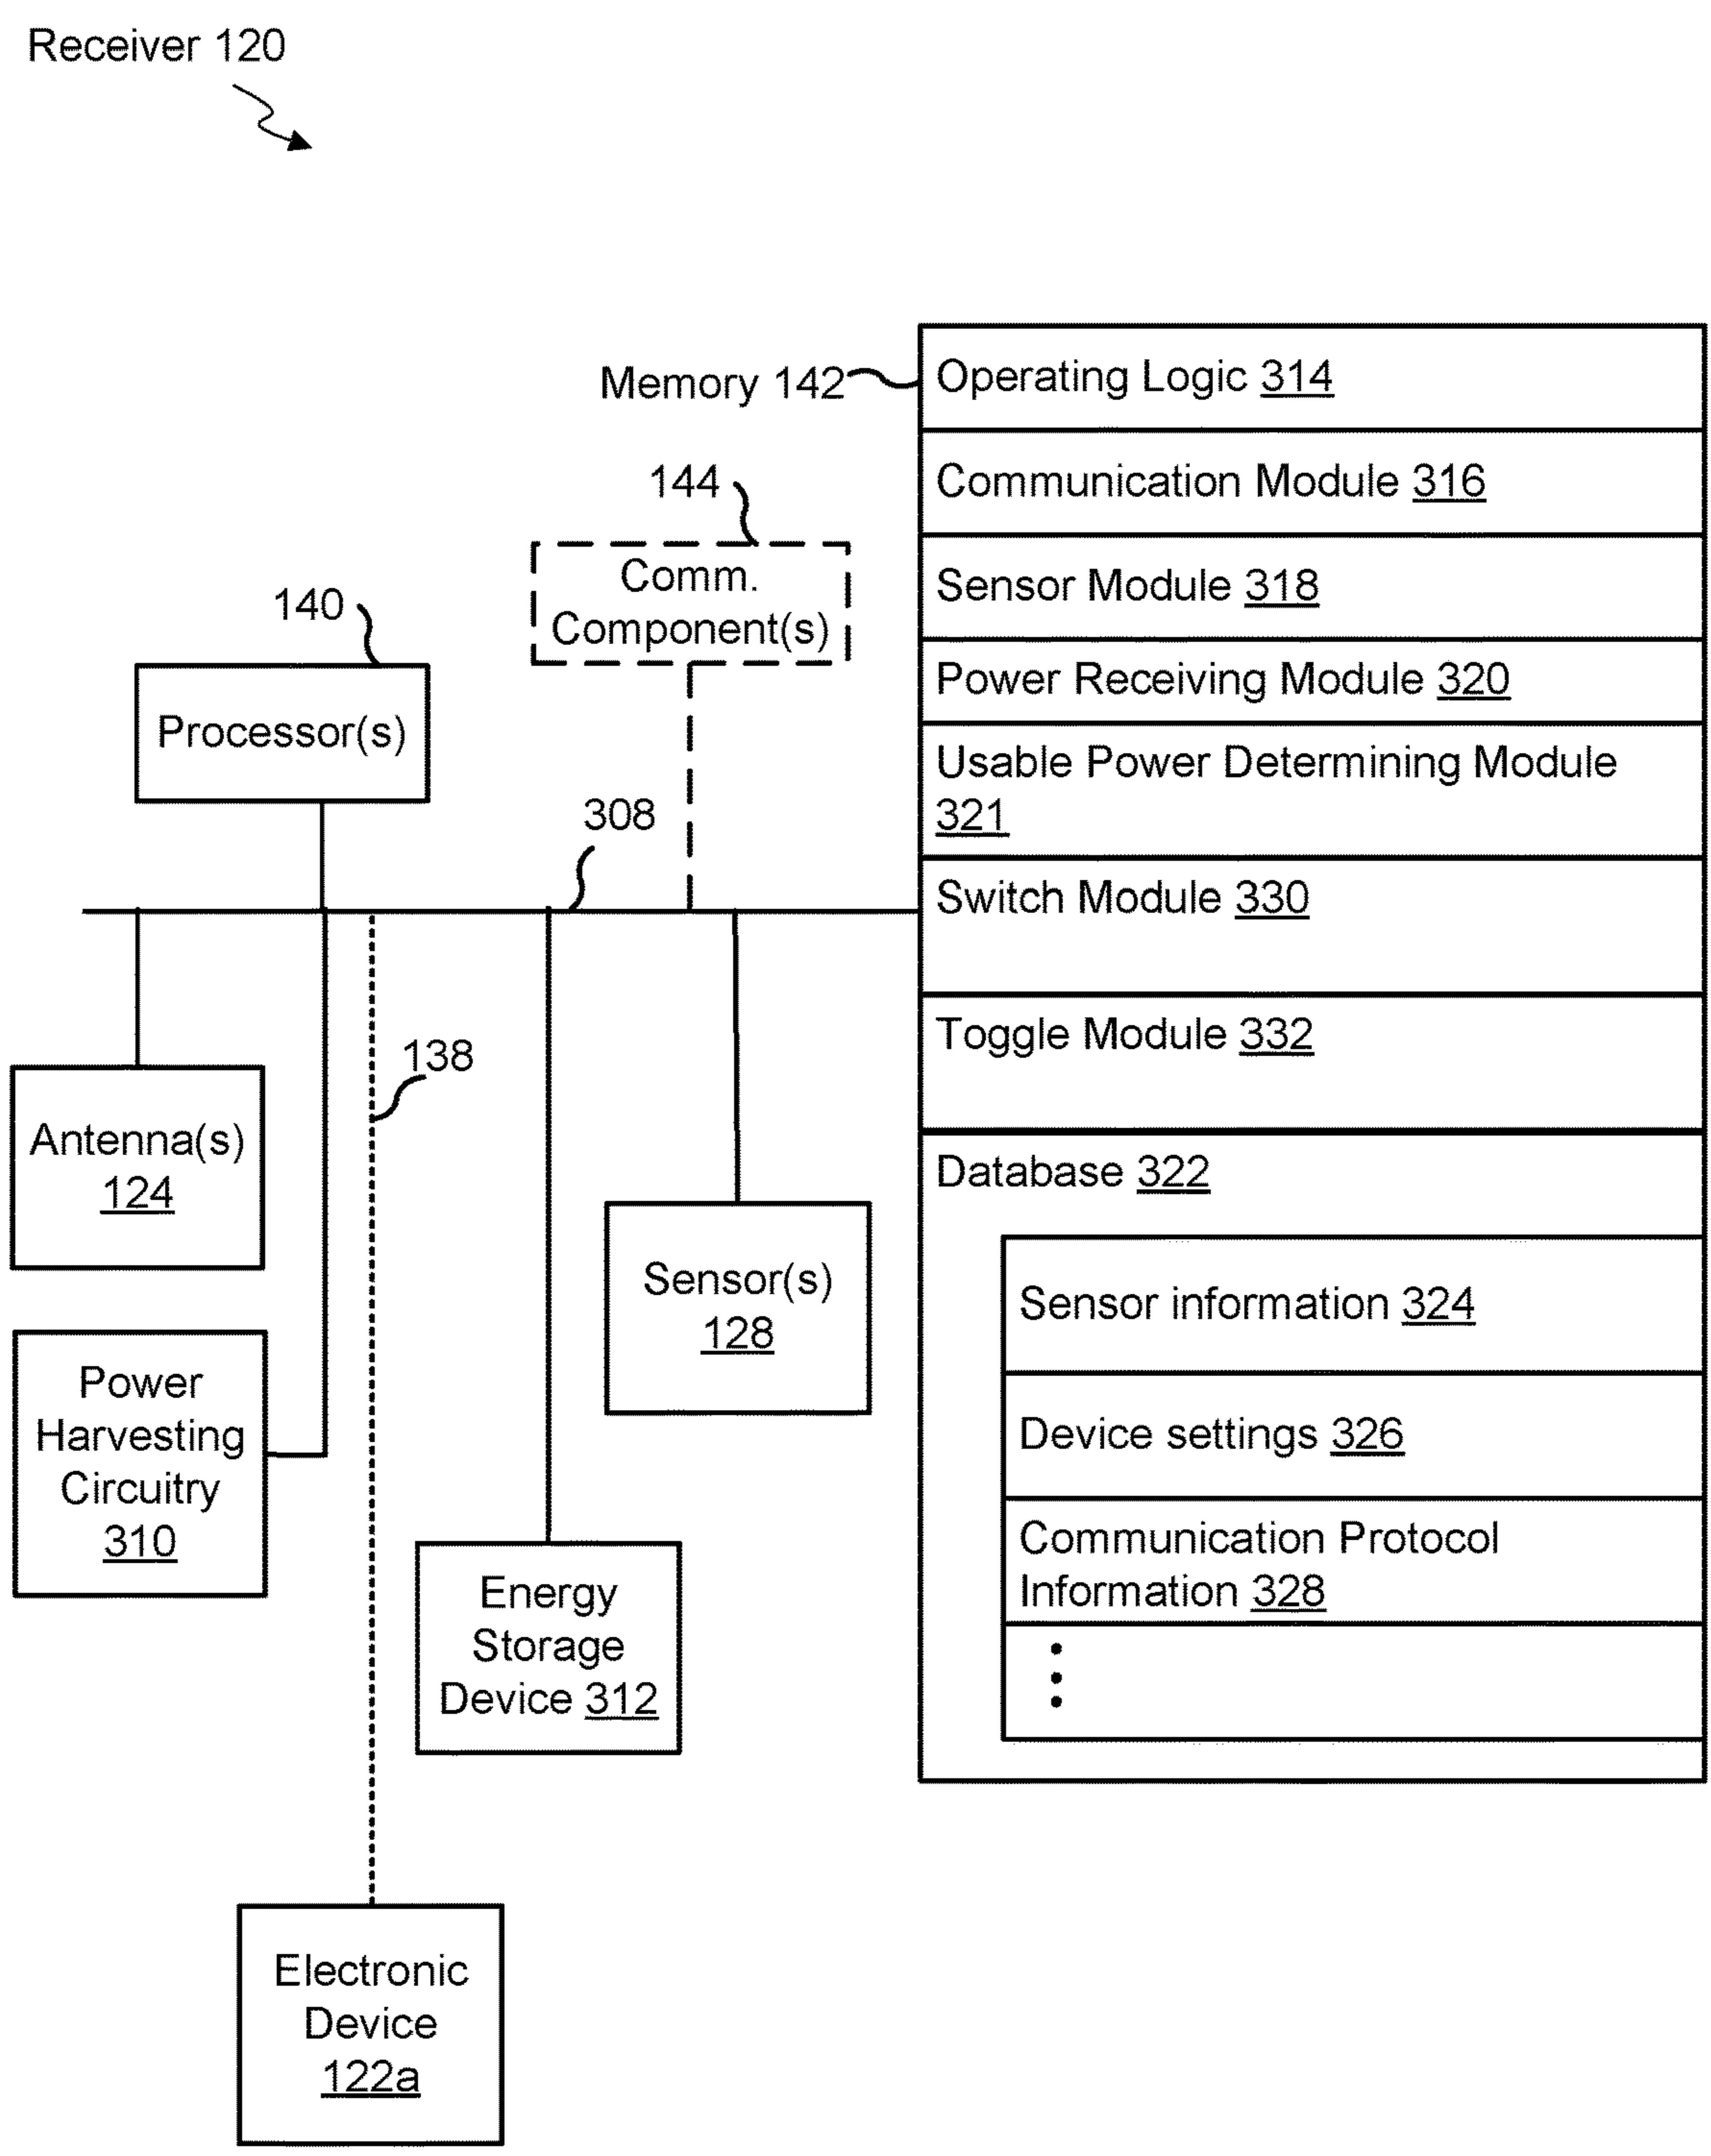 Receiver 120
Memory 142
Operating Logic 314
Communication Module 316
Sensor Module 318
Power Receiving Module 320
Usable Power Determining Module
321
Switch Module 330
Toggle Module 332
Database 322
Sensor information 324
Device settings 326
Communication Protocol
Information 328
144
Comm.
Component(s)
140
Processor(s)
308
138
Antenna(s)
124
Sensor(s)
128
Power
Harvesting
Circuitry
310
Energy
Storage
Device 312
Electronic
Device
122a